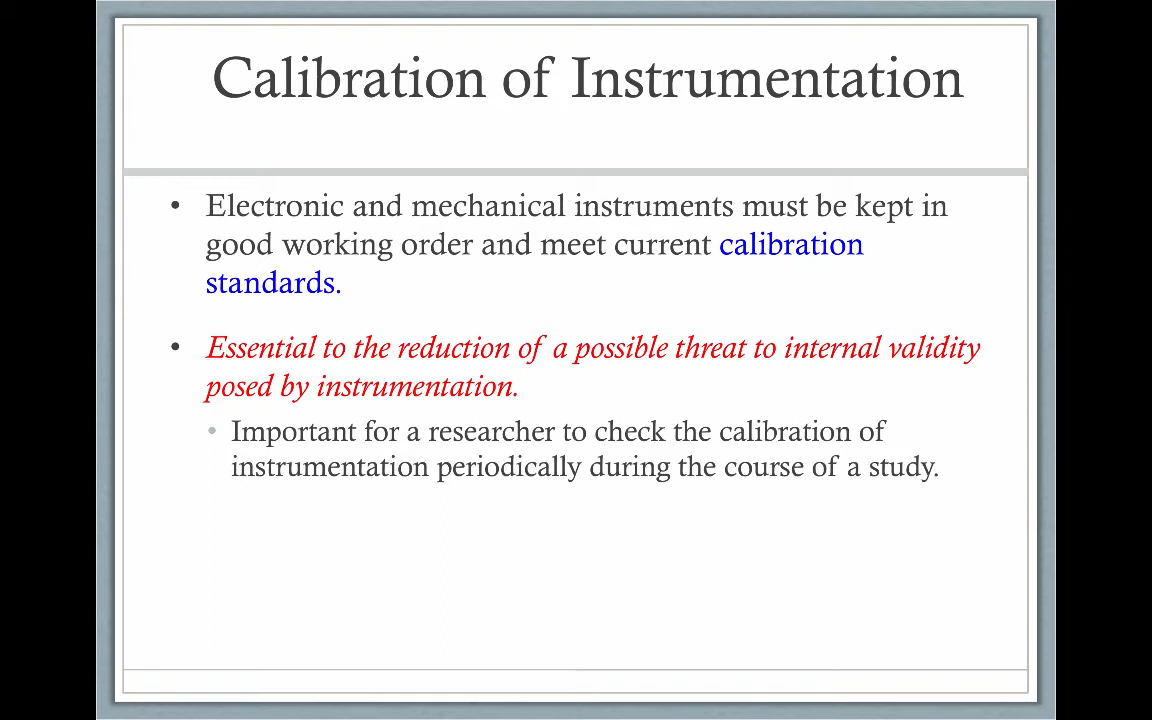 Calibration of Instrumentation
• Electronic and mechanical instruments must be kept in
good working order and meet current calibration
standards.
• Essential to the reduction of a possible threat to internal validity
posed by instrumentation.
• Important for a researcher to check the calibration of
instrumentation periodically during the course of a study.